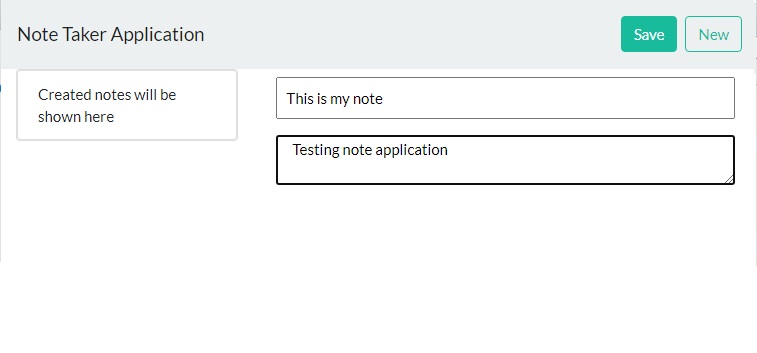 Note Taker Application
Save
New
Created notes will be
shown here
This is my note
Testing note application